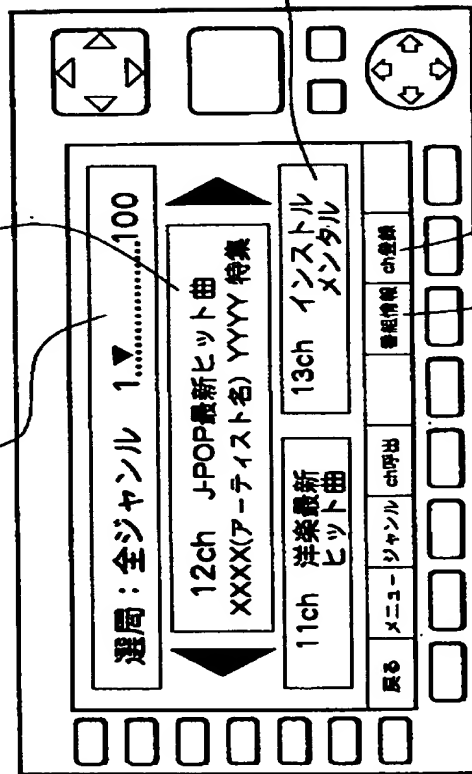 選局：全ジャンル 1▼..................100
12ch J-POP最新ヒット曲
XXXX(アーティスト名) YYYY 特集
11ch 洋楽最新
ヒット曲
13ch インストル
メンタル
戻る メニュー ジャンル ch呼出 番組情報 ch登録